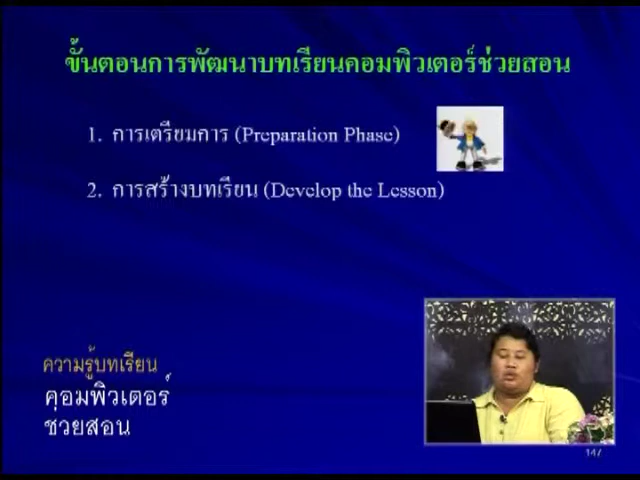 ขั้นตอนการพัฒนาบทเรียนคอมพิวเตอร์ช่วยสอน
1. การเตรียมการ (Preparation Phase)
2. การสร้างบทเรียน (Develop the Lesson)
ความรู้บทเรียน
คอมพิวเตอร์
ช่วยสอน
147